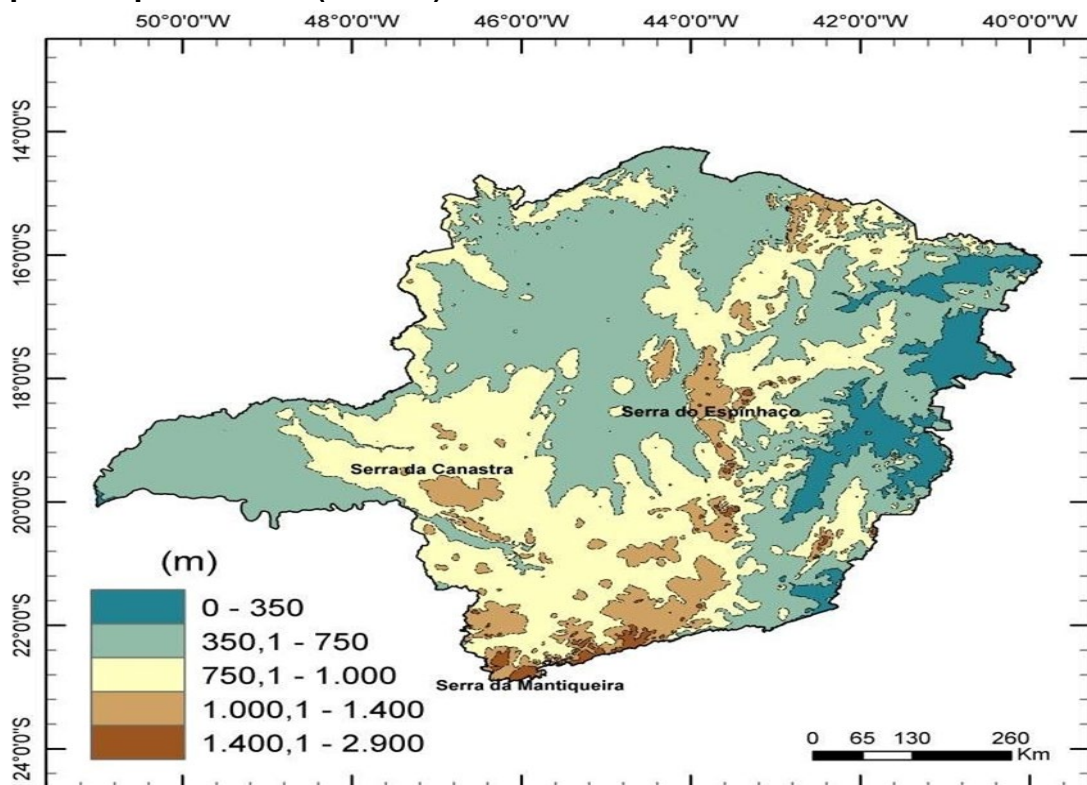 50°0'0"W 48°0'0"W 46°0'0"W 44°0'0"W 42°0'0"W 40°0'0"W
14°0'0"S
16°0'0"S
18°0'0"S
20°0'0"S
22°0'0"S
24°0'0"S
Serra do Espinhaço
Serra da Canastra
Serra da Mantiqueira
(m)
0 - 350
350,1 - 750
750,1 - 1.000
1.000,1 - 1.400
1.400,1 - 2.900
0 65 130 260
Km